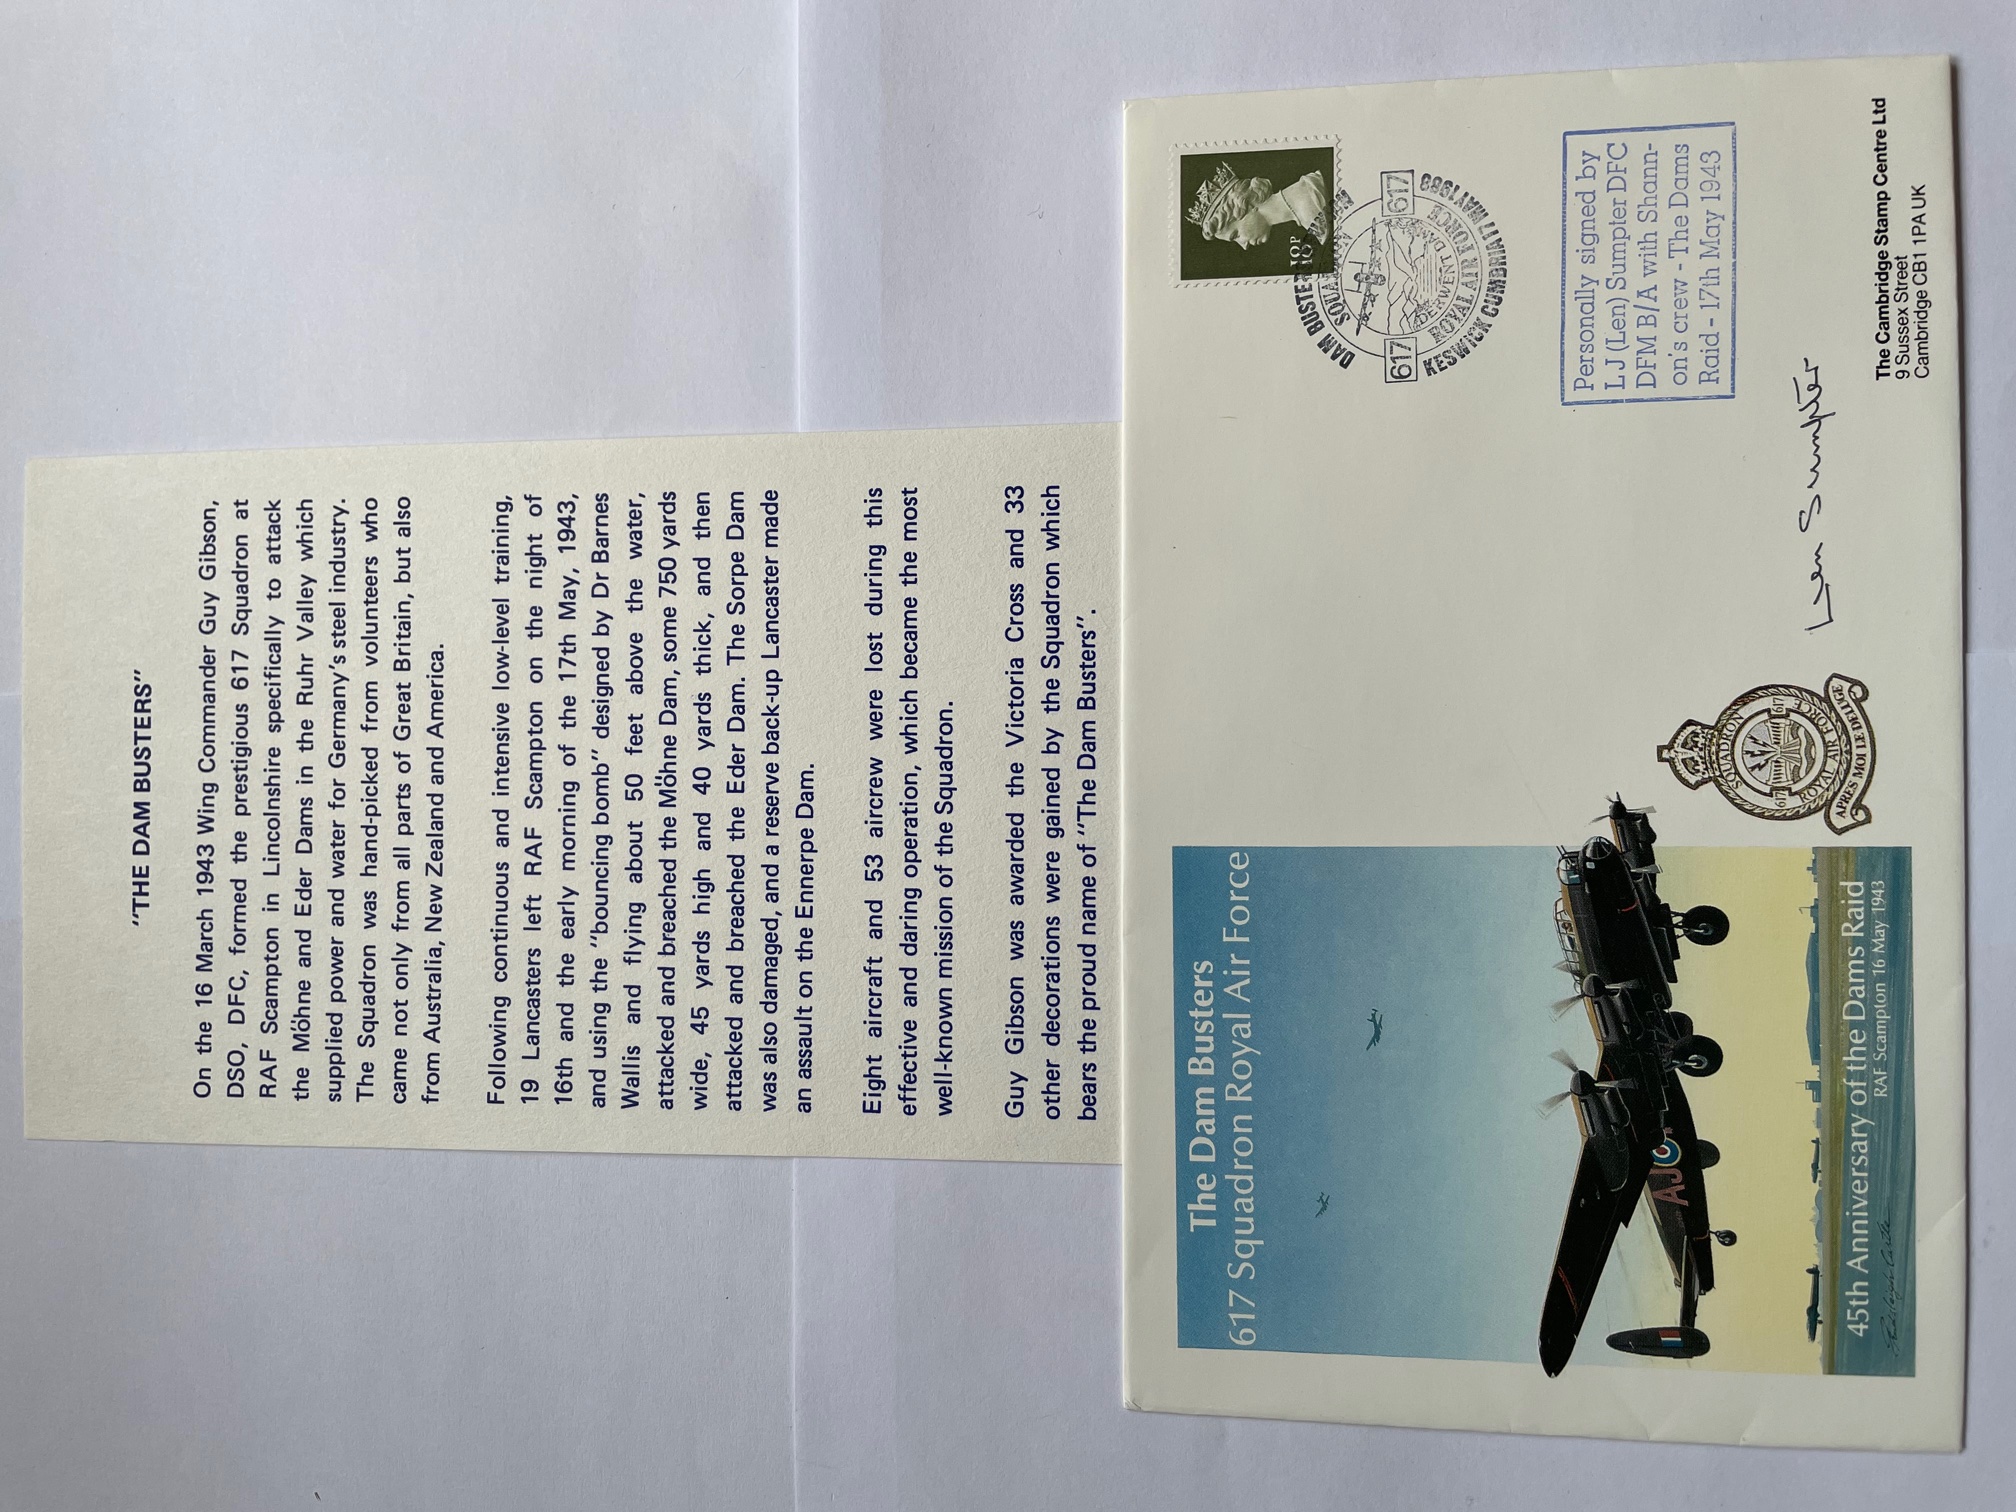 "THE DAM BUSTERS"
On the 16 March 1943 Wing Commander Guy Gibson,
DSO, DFC, formed the prestigious 617 Squadron at
RAF Scampton in Lincolnshire specifically to attack
the Möhne and Eder Dams in the Ruhr Valley which
supplied power and water for Germany's steel industry.
The Squadron was hand-picked from volunteers who
came not only from all parts of Great Britain, but also
from Australia, New Zealand and America.
Following continuous and intensive low-level training,
19 Lancasters left RAF Scampton on the night of
16th and the early morning of the 17th May, 1943,
and using the "bouncing bomb" designed by Dr Barnes
Wallis and flying about 50 feet above the water,
attacked and breached the Möhne Dam, some 750 yards
wide, 45 yards high and 40 yards thick, and then
attacked and breached the Eder Dam. The Sorpe Dam
was also damaged, and a reserve back-up Lancaster made
an assault on the Ennerpe Dam.
Eight aircraft and 53 aircrew were lost during this
effective and daring operation, which became the most
well-known mission of the Squadron.
Guy Gibson was awarded the Victoria Cross and 33
other decorations were gained by the Squadron which
bears the proud name of "The Dam Busters".
The Dam Busters
617 Squadron Royal Air Force
AJ
45th Anniversary of the Dams Raid
RAF Scampton 16 May 1943
SQUADRON
617 617
ROYAL AIR FORCE
APRES MOI LE DELUGE
18P
DAM BUSTERS
617 617
DERWENT DAM
ROYAL AIR FORCE
KESWICK CUMBRIA 17 MAY 1988
Personally signed by
L J (Len) Sumpter DFC
DFM B/A with Shann-
on's crew - The Dams
Raid - 17th May 1943
Len Sumpter
The Cambridge Stamp Centre Ltd
9 Sussex Street
Cambridge CB1 1PA UK